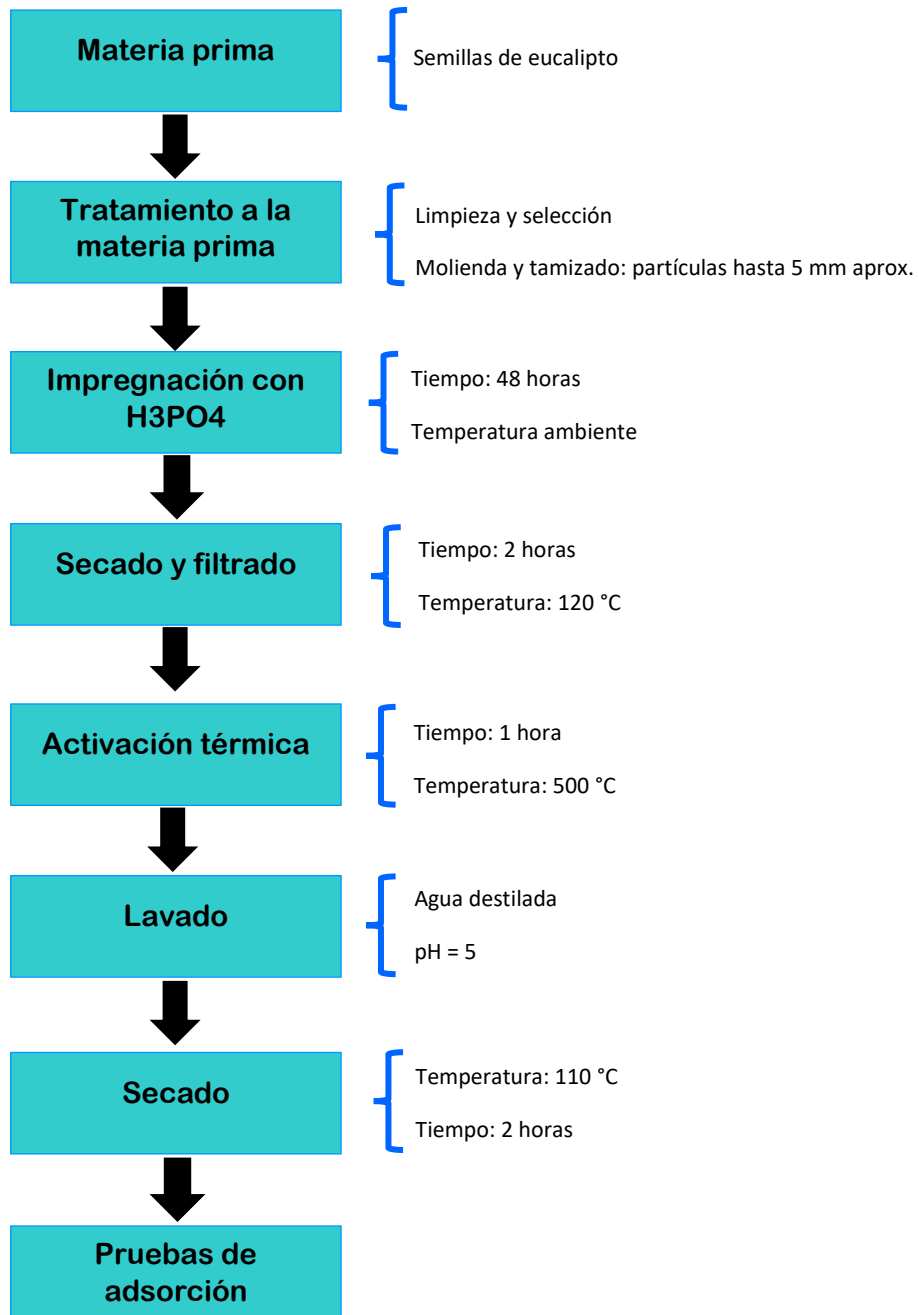 Materia prima
Semillas de eucalipto
Tratamiento a la
materia prima
Limpieza y selección
Molienda y tamizado: partículas hasta 5 mm aprox.
Impregnación con
H3PO4
Tiempo: 48 horas
Temperatura ambiente
Secado y filtrado
Tiempo: 2 horas
Temperatura: 120 °C
Activación térmica
Tiempo: 1 hora
Temperatura: 500 °C
Lavado
Agua destilada
pH = 5
Secado
Temperatura: 110 °C
Tiempo: 2 horas
Pruebas de
adsorción